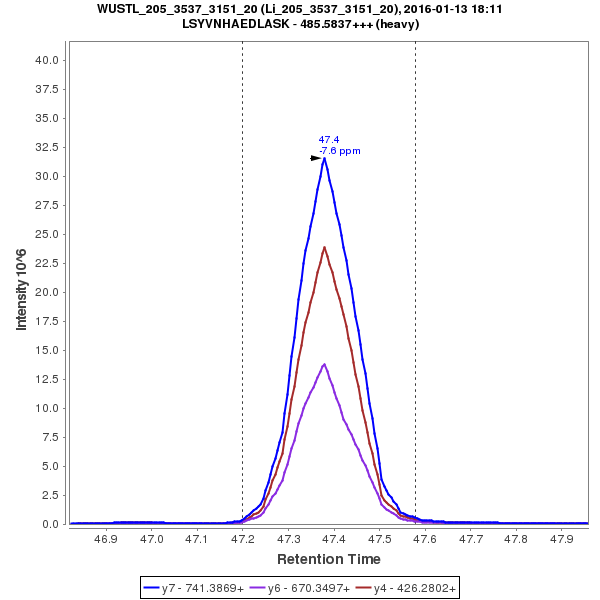 WUSTL_205_3537_3151_20 (Li_205_3537_3151_20), 2016-01-13 18:11
LSYVNHAEDLASK - 485.5837+++ (heavy)
40.0
37.5
35.0
32.5
30.0
27.5
25.0
22.5
20.0
17.5
15.0
12.5
10.0
7.5
5.0
2.5
0.0
Intensity 10^6
47.4
-7.6 ppm
46.9 47.0 47.1 47.2 47.3 47.4 47.5 47.6 47.7 47.8 47.9
Retention Time
y7 - 741.3869+ y6 - 670.3497+ y4 - 426.2802+